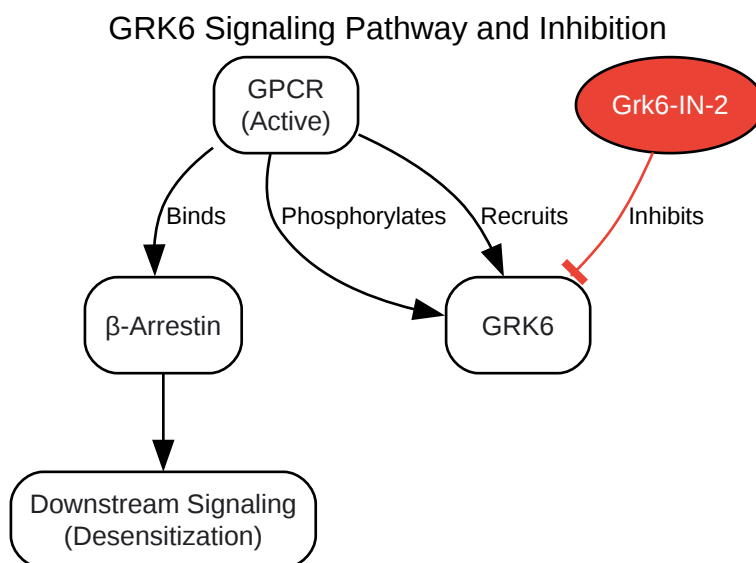 GRK6 Signaling Pathway and Inhibition
GPCR
(Active)
Grk6-IN-2
Binds
Phosphorylates
Recruits
Inhibits
β-Arrestin
GRK6
Downstream Signaling
(Desensitization)